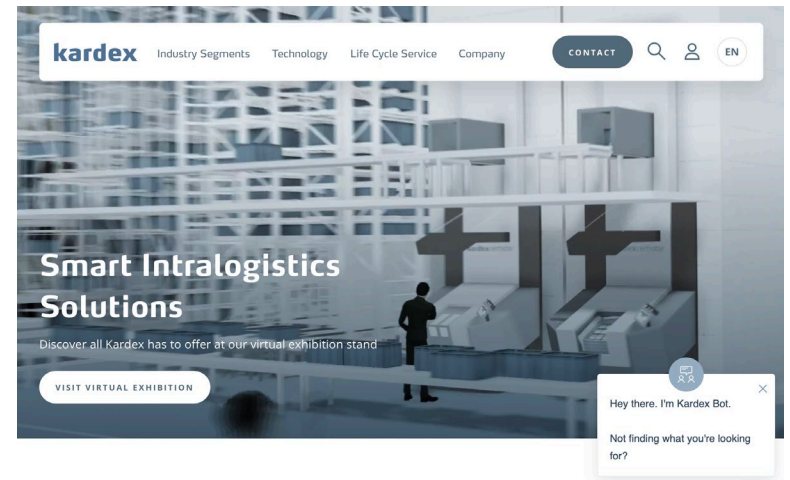 kardex
Industry Segments
Technology
Life Cycle Service
Company
CONTACT
EN
Smart Intralogistics
Solutions
Discover all Kardex has to offer at our virtual exhibition stand
VISIT VIRTUAL EXHIBITION
Hey there. I'm Kardex Bot.
Not finding what you're looking
for?